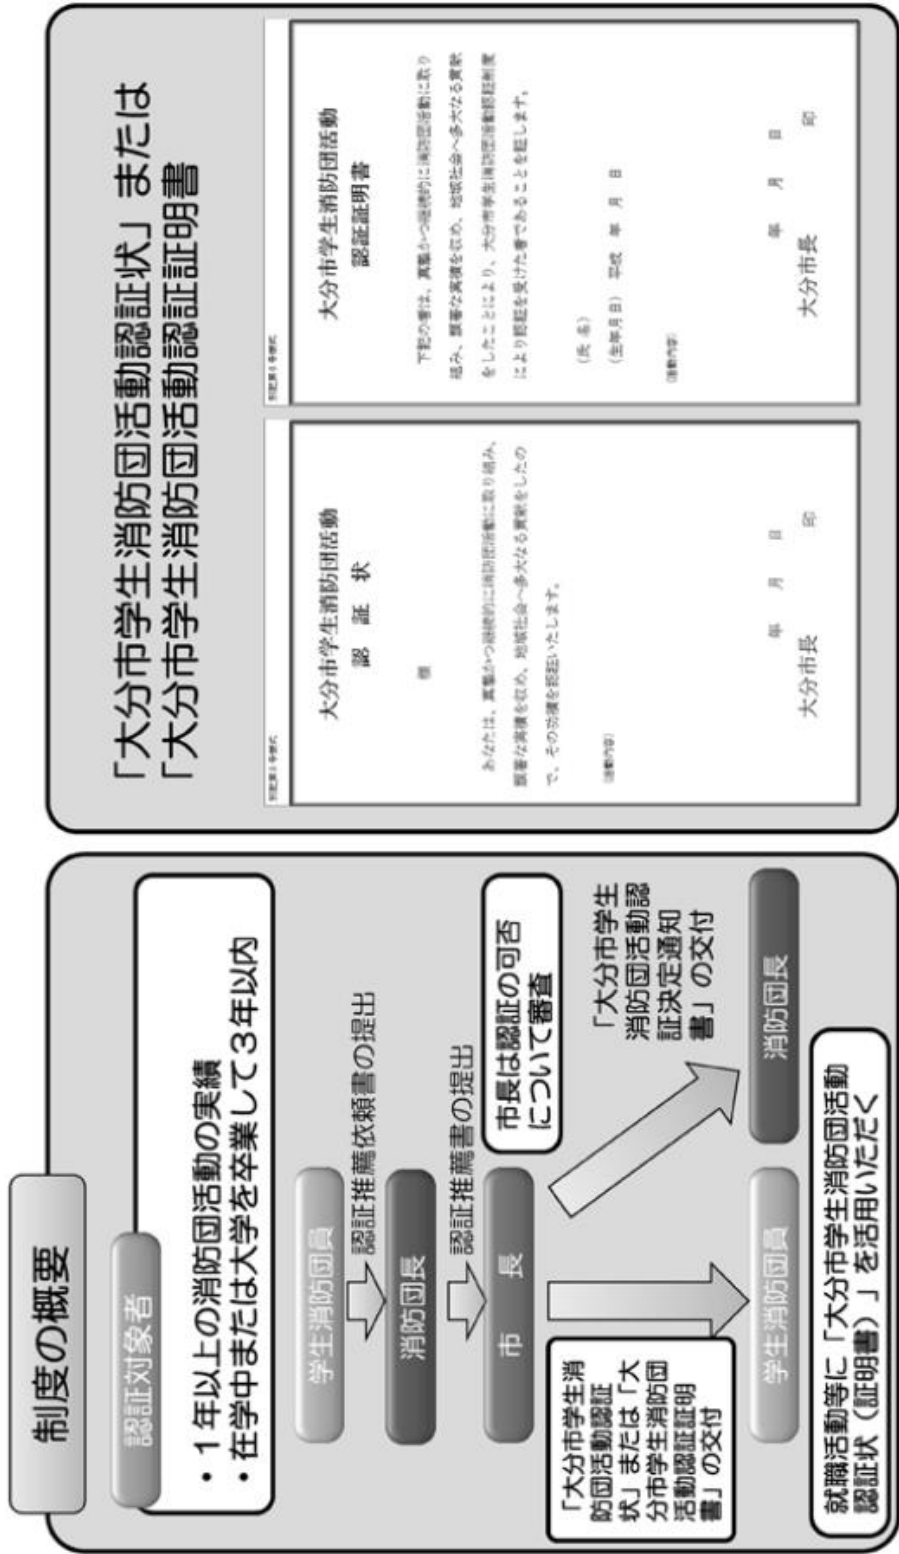 制度の概要
認証対象者
・１年以上の消防団活動の実績
・在学中または大学を卒業して３年以内
学生消防団員
認証推薦依頼書の提出
消防団長
認証推薦書の提出
市　長
市長は認証の可否
について審査
「大分市学生消
防団活動認証
状」または「大
分市学生消防団
活動認証証明
書」の交付
「大分市学生
消防団活動認
証決定通知
書」の交付
学生消防団員
消防団長
就職活動等に「大分市学生消防団活動
認証状（証明書）」を活用いただく
「大分市学生消防団活動認証状」または
「大分市学生消防団活動認証証明書」
大分市学生消防団活動
認　証　状
様
あなたは、真摯かつ継続的に消防団活動に取り組み、
顕著な実績を収め、地域社会へ多大なる貢献をしたの
で、その功績を認証いたします。
（活動内容）
年　　月　　日
大分市長　　　　　印
大分市学生消防団活動
認証証明書
下記の者は、真摯かつ継続的に消防団活動に取り
組み、顕著な実績を収め、地域社会へ多大なる貢献
をしたことにより、大分市学生消防団活動認証制度
により認証を受けた者であることを証します。
（氏 名）
（生年月日）　平成　年　月　日
（活動内容）
年　　月　　日
大分市長　　　　　印